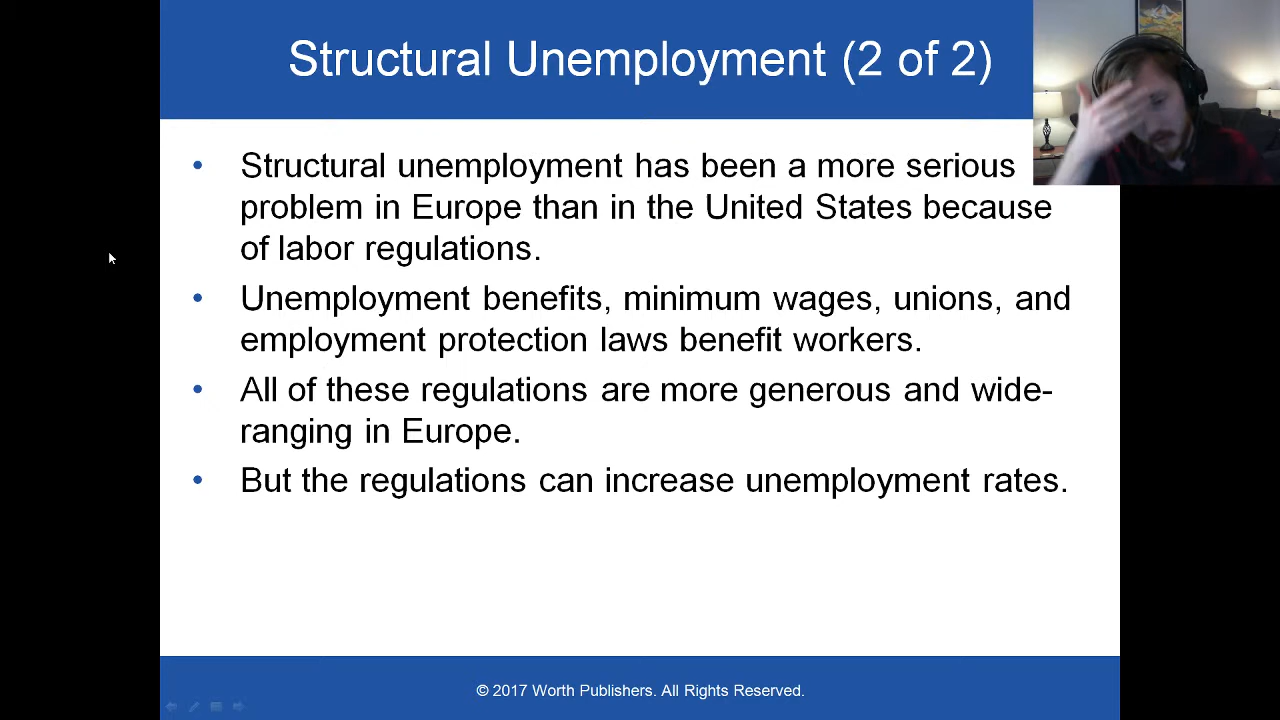 Structural Unemployment (2 of 2)
• Structural unemployment has been a more serious
problem in Europe than in the United States because
of labor regulations.
• Unemployment benefits, minimum wages, unions, and
employment protection laws benefit workers.
• All of these regulations are more generous and wide-
ranging in Europe.
• But the regulations can increase unemployment rates.
© 2017 Worth Publishers. All Rights Reserved.